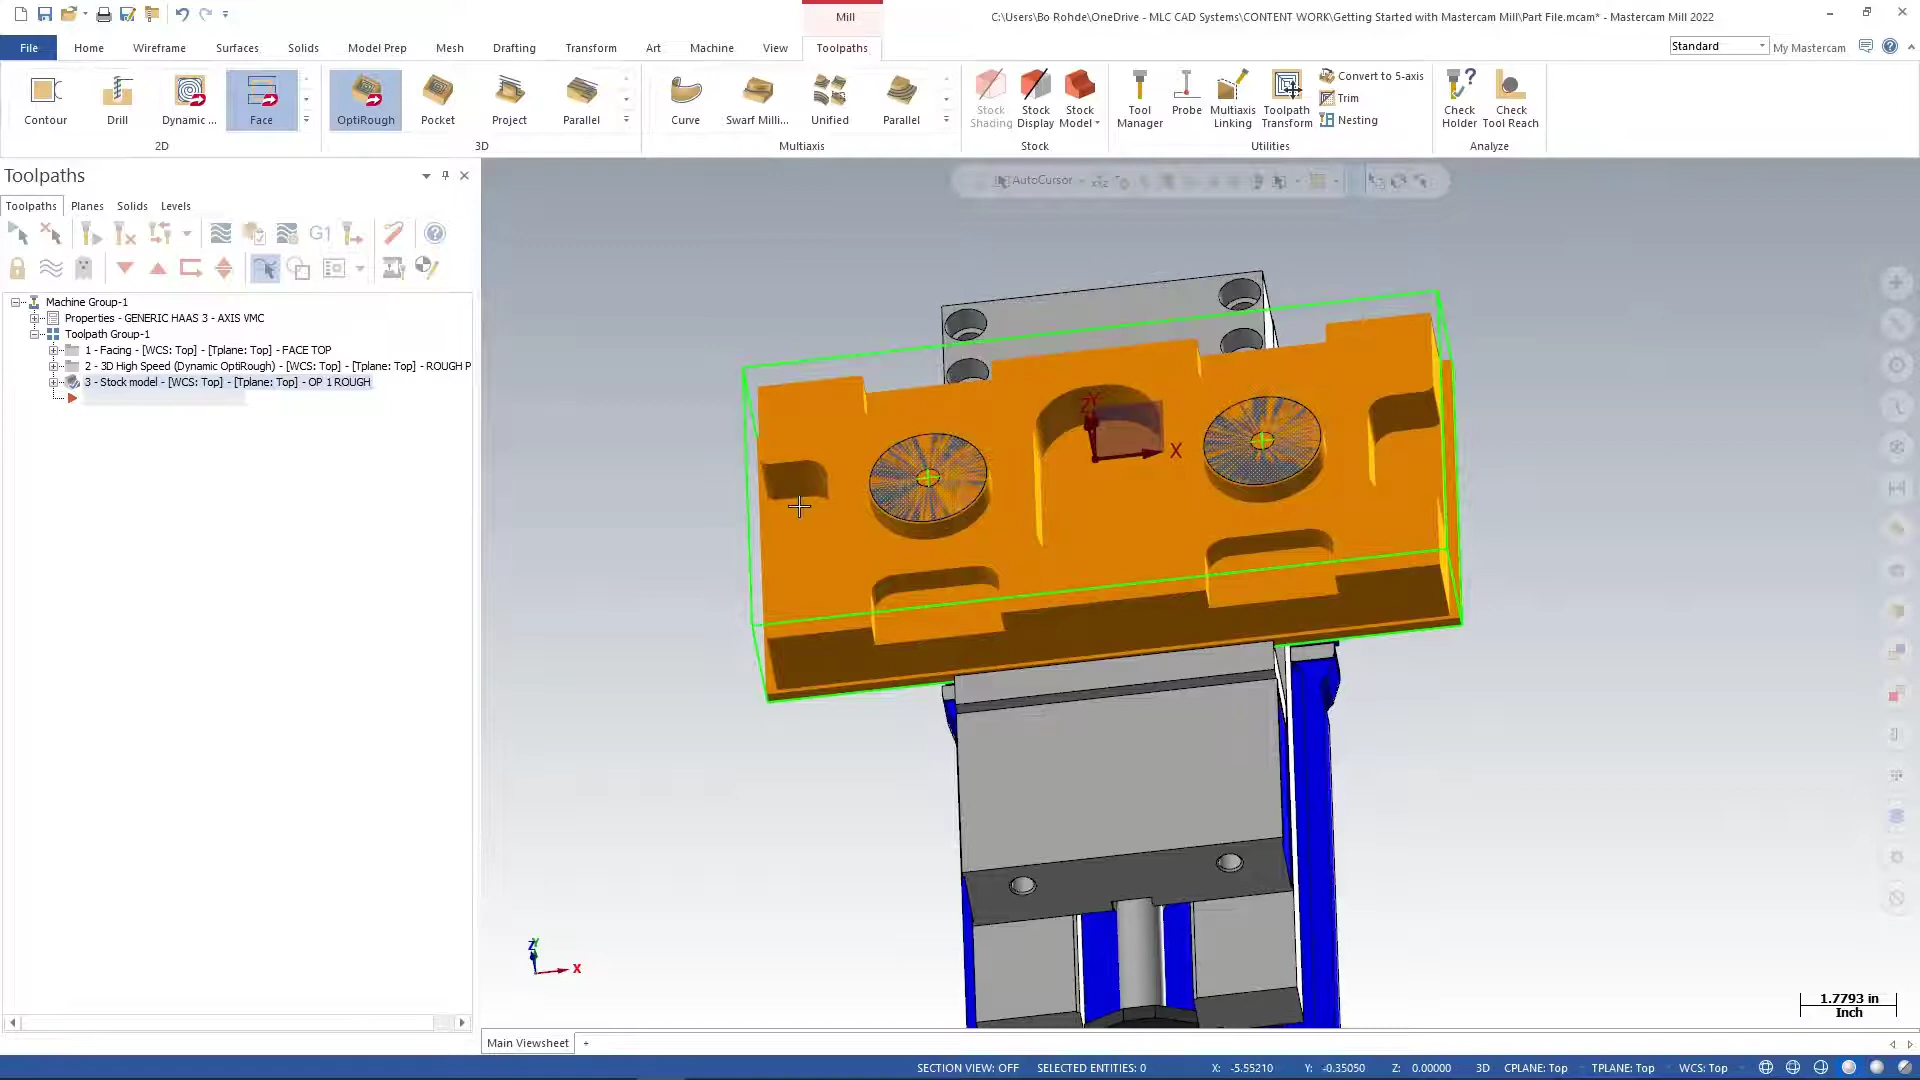 Mill
C:\Users\Bo Rohde\OneDrive - MLC CAD Systems\CONTENT WORK\Getting Started with Mastercam Mill\Part File.mcam* - Mastercam Mill 2022
File
Home
Wireframe
Surfaces
Solids
Model Prep
Mesh
Drafting
Transform
Art
Machine
View
Toolpaths
Standard
My Mastercam
Contour
Drill
Dynamic ...
Face
2D
OptiRough
Pocket
Project
Parallel
3D
Curve
Swarf Milli...
Unified
Parallel
Multiaxis
Stock Shading
Stock Display
Stock Model
Stock
Tool Manager
Probe
Multiaxis Linking
Toolpath Transform
Convert to 5-axis
Trim
Nesting
Utilities
Check Holder
Check Tool Reach
Analyze
Toolpaths
Toolpaths
Planes
Solids
Levels
G1
Machine Group-1
Properties - GENERIC HAAS 3 - AXIS VMC
Toolpath Group-1
1 - Facing - [WCS: Top] - [Tplane: Top] - FACE TOP
2 - 3D High Speed (Dynamic OptiRough) - [WCS: Top] - [Tplane: Top] - ROUGH P
3 - Stock model - [WCS: Top] - [Tplane: Top] - OP 1 ROUGH
AutoCursor
X
X
1.7793 in
Inch
Main Viewsheet
+
SECTION VIEW: OFF
SELECTED ENTITIES: 0
X: -5.55210
Y: -0.35050
Z: 0.00000
3D
CPLANE: Top
TPLANE: Top
WCS: Top